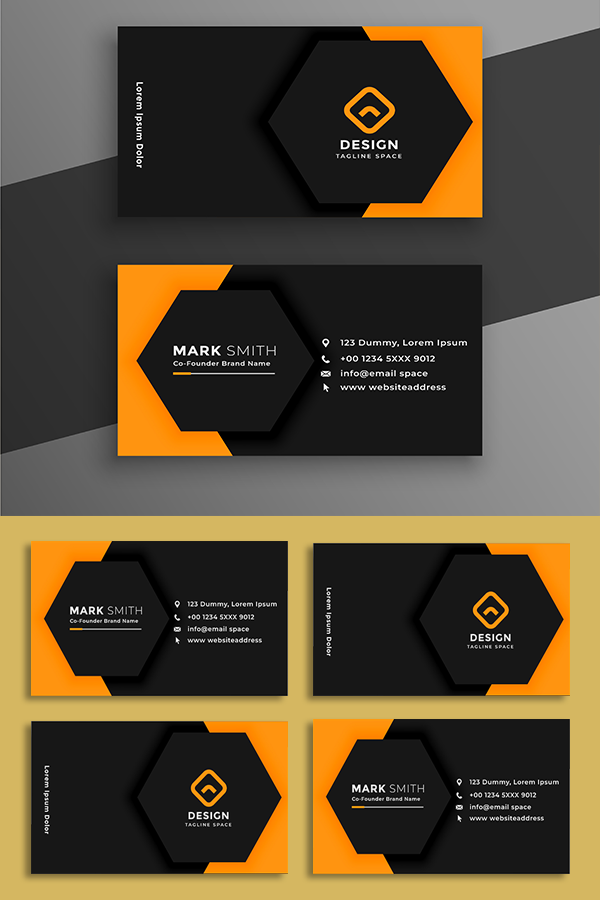 Lorem Ipsum Dolor
DESIGN
TAGLINE SPACE
MARK SMITH
Co-Founder Brand Name
123 Dummy, Lorem Ipsum
+00 1234 5XXX 9012
info@email space
www websiteaddress
MARK SMITH
Co-Founder Brand Name
123 Dummy, Lorem Ipsum
+00 1234 5XXX 9012
info@email space
www websiteaddress
Lorem Ipsum Dolor
DESIGN
TAGLINE SPACE
Lorem Ipsum Dolor
DESIGN
TAGLINE SPACE
MARK SMITH
Co-Founder Brand Name
123 Dummy, Lorem Ipsum
+00 1234 5XXX 9012
info@email space
www websiteaddress